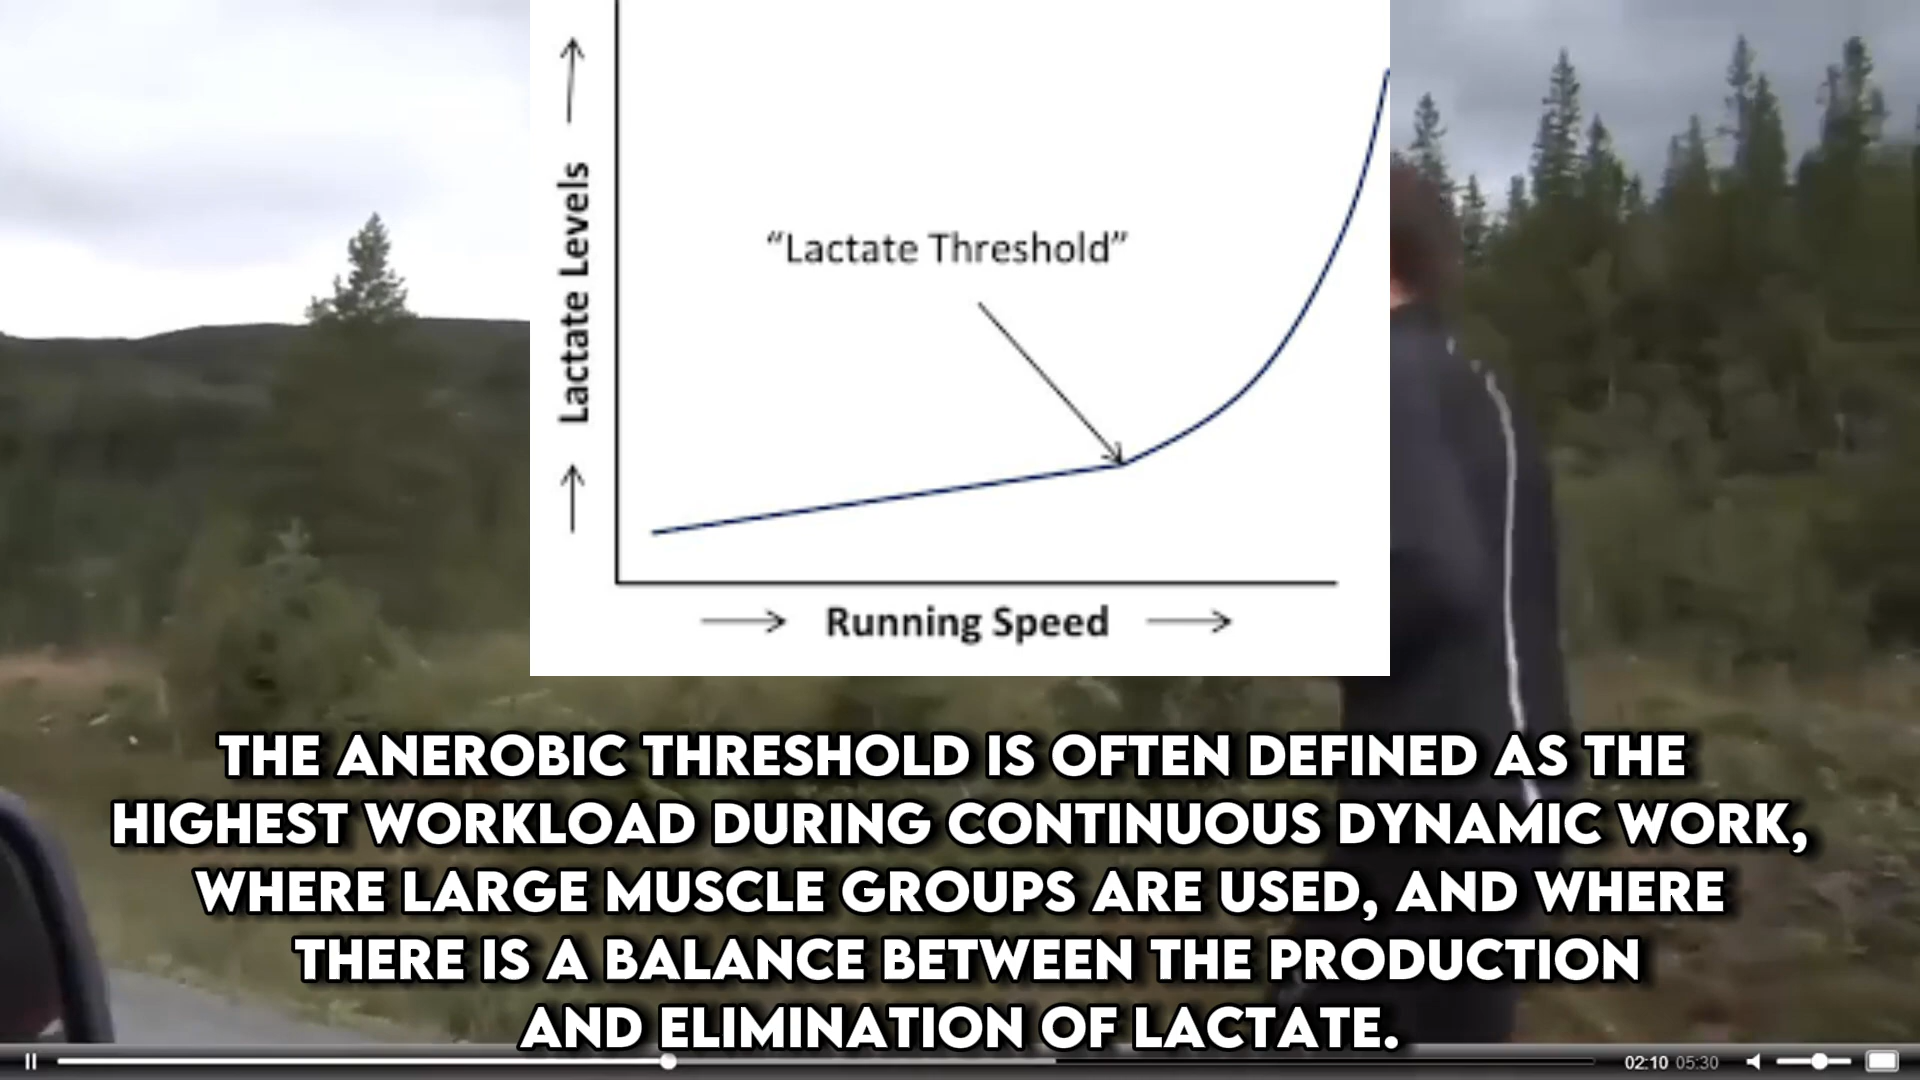 Lactate Levels
“Lactate Threshold”
Running Speed
THE ANEROBIC THRESHOLD IS OFTEN DEFINED AS THE
HIGHEST WORKLOAD DURING CONTINUOUS DYNAMIC WORK,
WHERE LARGE MUSCLE GROUPS ARE USED, AND WHERE
THERE IS A BALANCE BETWEEN THE PRODUCTION
AND ELIMINATION OF LACTATE.
02:10 05:30